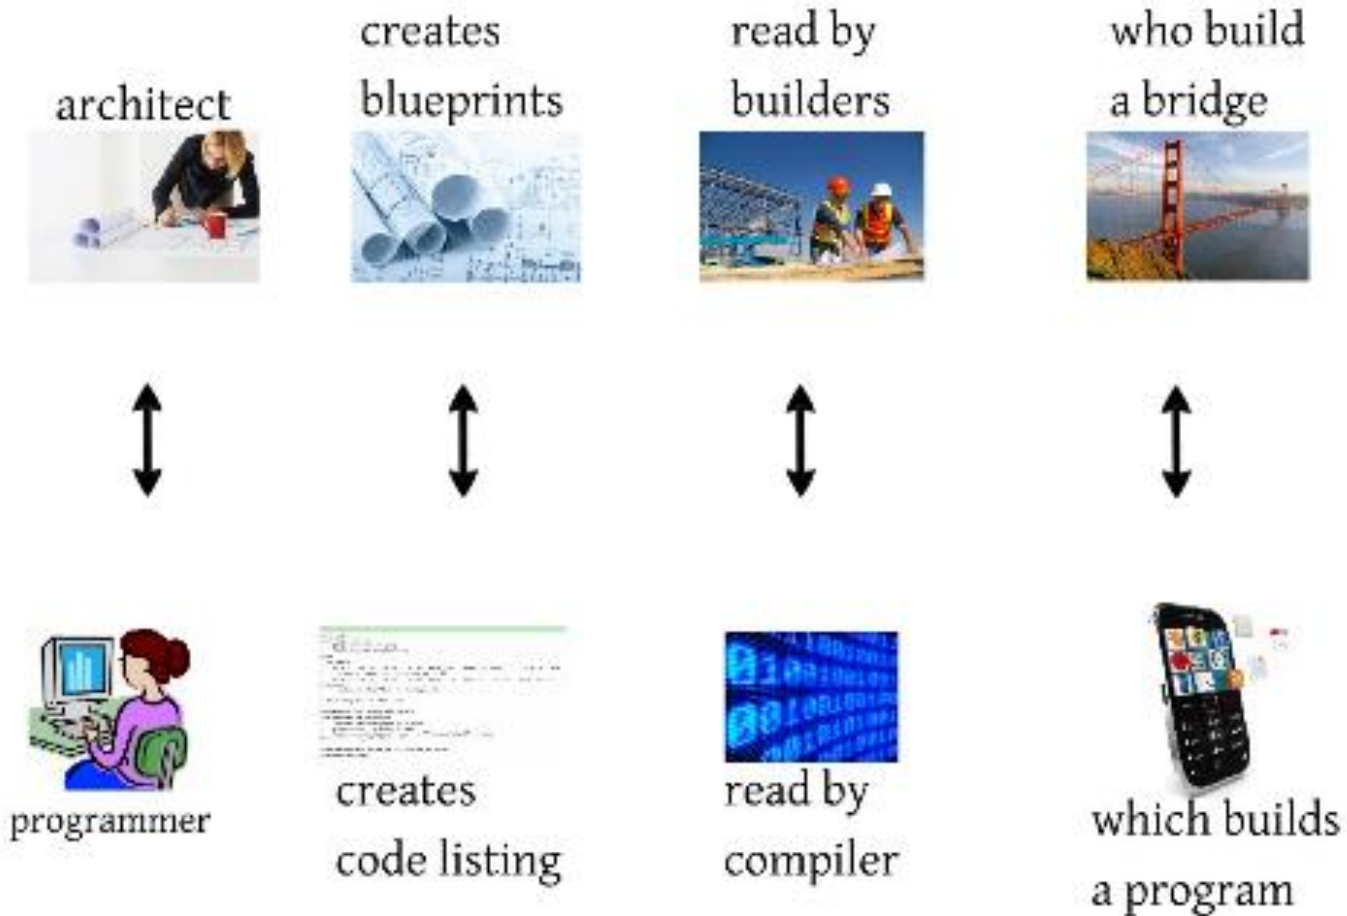 architect
creates
blueprints
read by
builders
who build
a bridge
programmer
creates
code listing
read by
compiler
which builds
a program